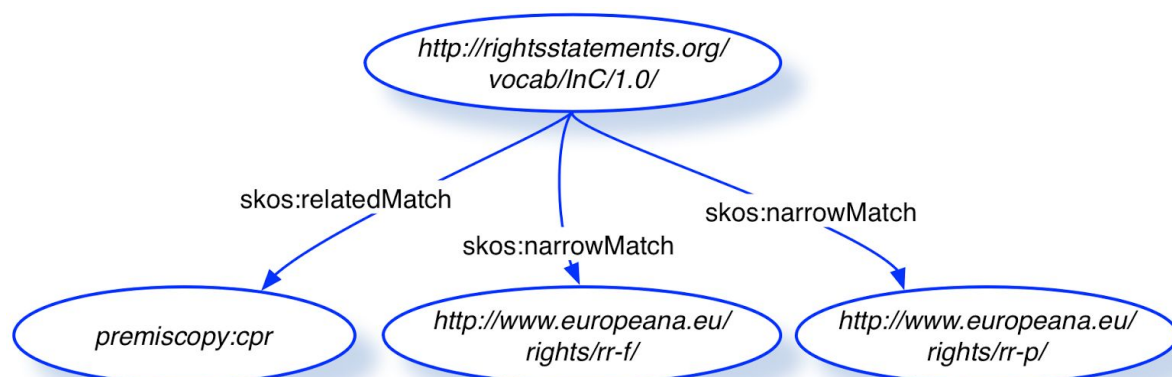 http://rightsstatements.org/
vocab/InC/1.0/
skos:relatedMatch
skos:narrowMatch
skos:narrowMatch
premiscopy:cpr
http://www.europeana.eu/
rights/rr-f/
http://www.europeana.eu/
rights/rr-p/